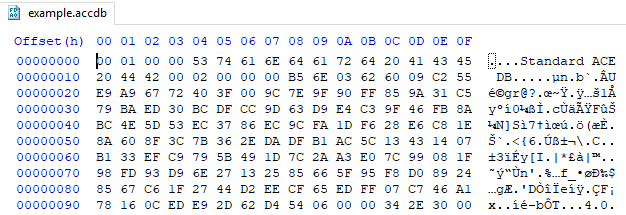 example.accdb
Offset(h) 00 01 02 03 04 05 06 07 08 09 0A 0B 0C 0D 0E 0F
00000000 00 01 00 00 53 74 61 6E 64 61 72 64 20 41 43 45 ....Standard ACE
00000010 20 44 42 00 02 00 00 00 B5 6E 03 62 60 09 C2 55  DB.....µn.b`.ÂU
00000020 E9 A9 67 72 40 3F 00 9C 7E 9F 90 FF 85 9A 31 C5 é©gr@?.œ~Ÿ.ÿ…š1Å
00000030 79 BA ED 30 BC DF CC 9D 63 D9 E4 C3 9F 46 FB 8A yºí0¼ßÌ.cÙäÃŸFûŠ
00000040 BC 4E 5D 53 EC 37 86 EC 9C FA 1D F6 28 E6 C8 1E ¼N]Sì7†ìœú.ö(æÈ.
00000050 8A 60 8F 3C 7B 36 2E DA DF B1 AC 5C 13 43 14 07 Š`.<{6.Úß±¬\.C..
00000060 B1 33 EF C9 79 5B 49 1D 7C 2A A3 E0 7C 99 08 1F ±3ïÉy[I.|*£à|™..
00000070 98 FD 93 D9 6E 27 13 25 85 66 5F 95 F8 D0 89 24 ˜ý“Ùn'.%…f_•øÐ‰$
00000080 85 67 C6 1F 27 44 D2 EE CF 65 ED FF 07 C7 46 A1 …gÆ.'DÒîÏeíÿ.ÇF¡
00000090 78 16 0C ED E9 2D 62 D4 54 06 00 00 34 2E 30 00 x..íé-bÔT...4.0.